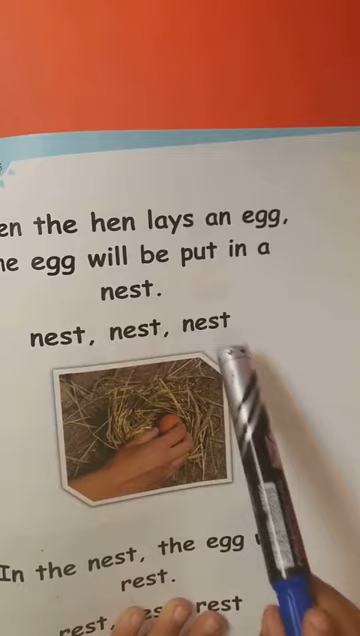 the hen lays an egg,
egg will be put in a
nest.
nest, nest, nest
In the nest, the egg
rest.
rest, rest